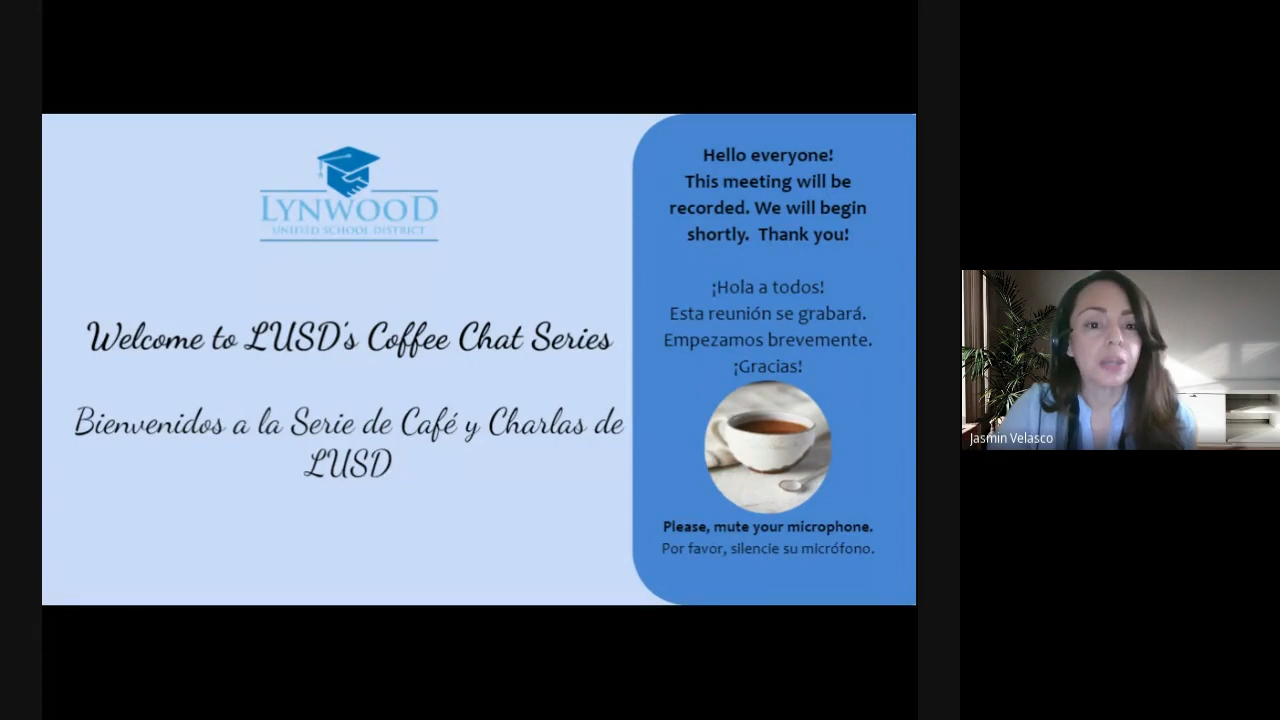 LYNWOOD
UNIFIED SCHOOL DISTRICT
Welcome to LUSD's Coffee Chat Series
Bienvenidos a la Serie de Café y Charlas de
LUSD
Hello everyone!
This meeting will be
recorded. We will begin
shortly. Thank you!
¡Hola a todos!
Esta reunión se grabará.
Empezamos brevemente.
¡Gracias!
Please, mute your microphone.
Por favor, silencie su micrófono.
Jasmin Velasco